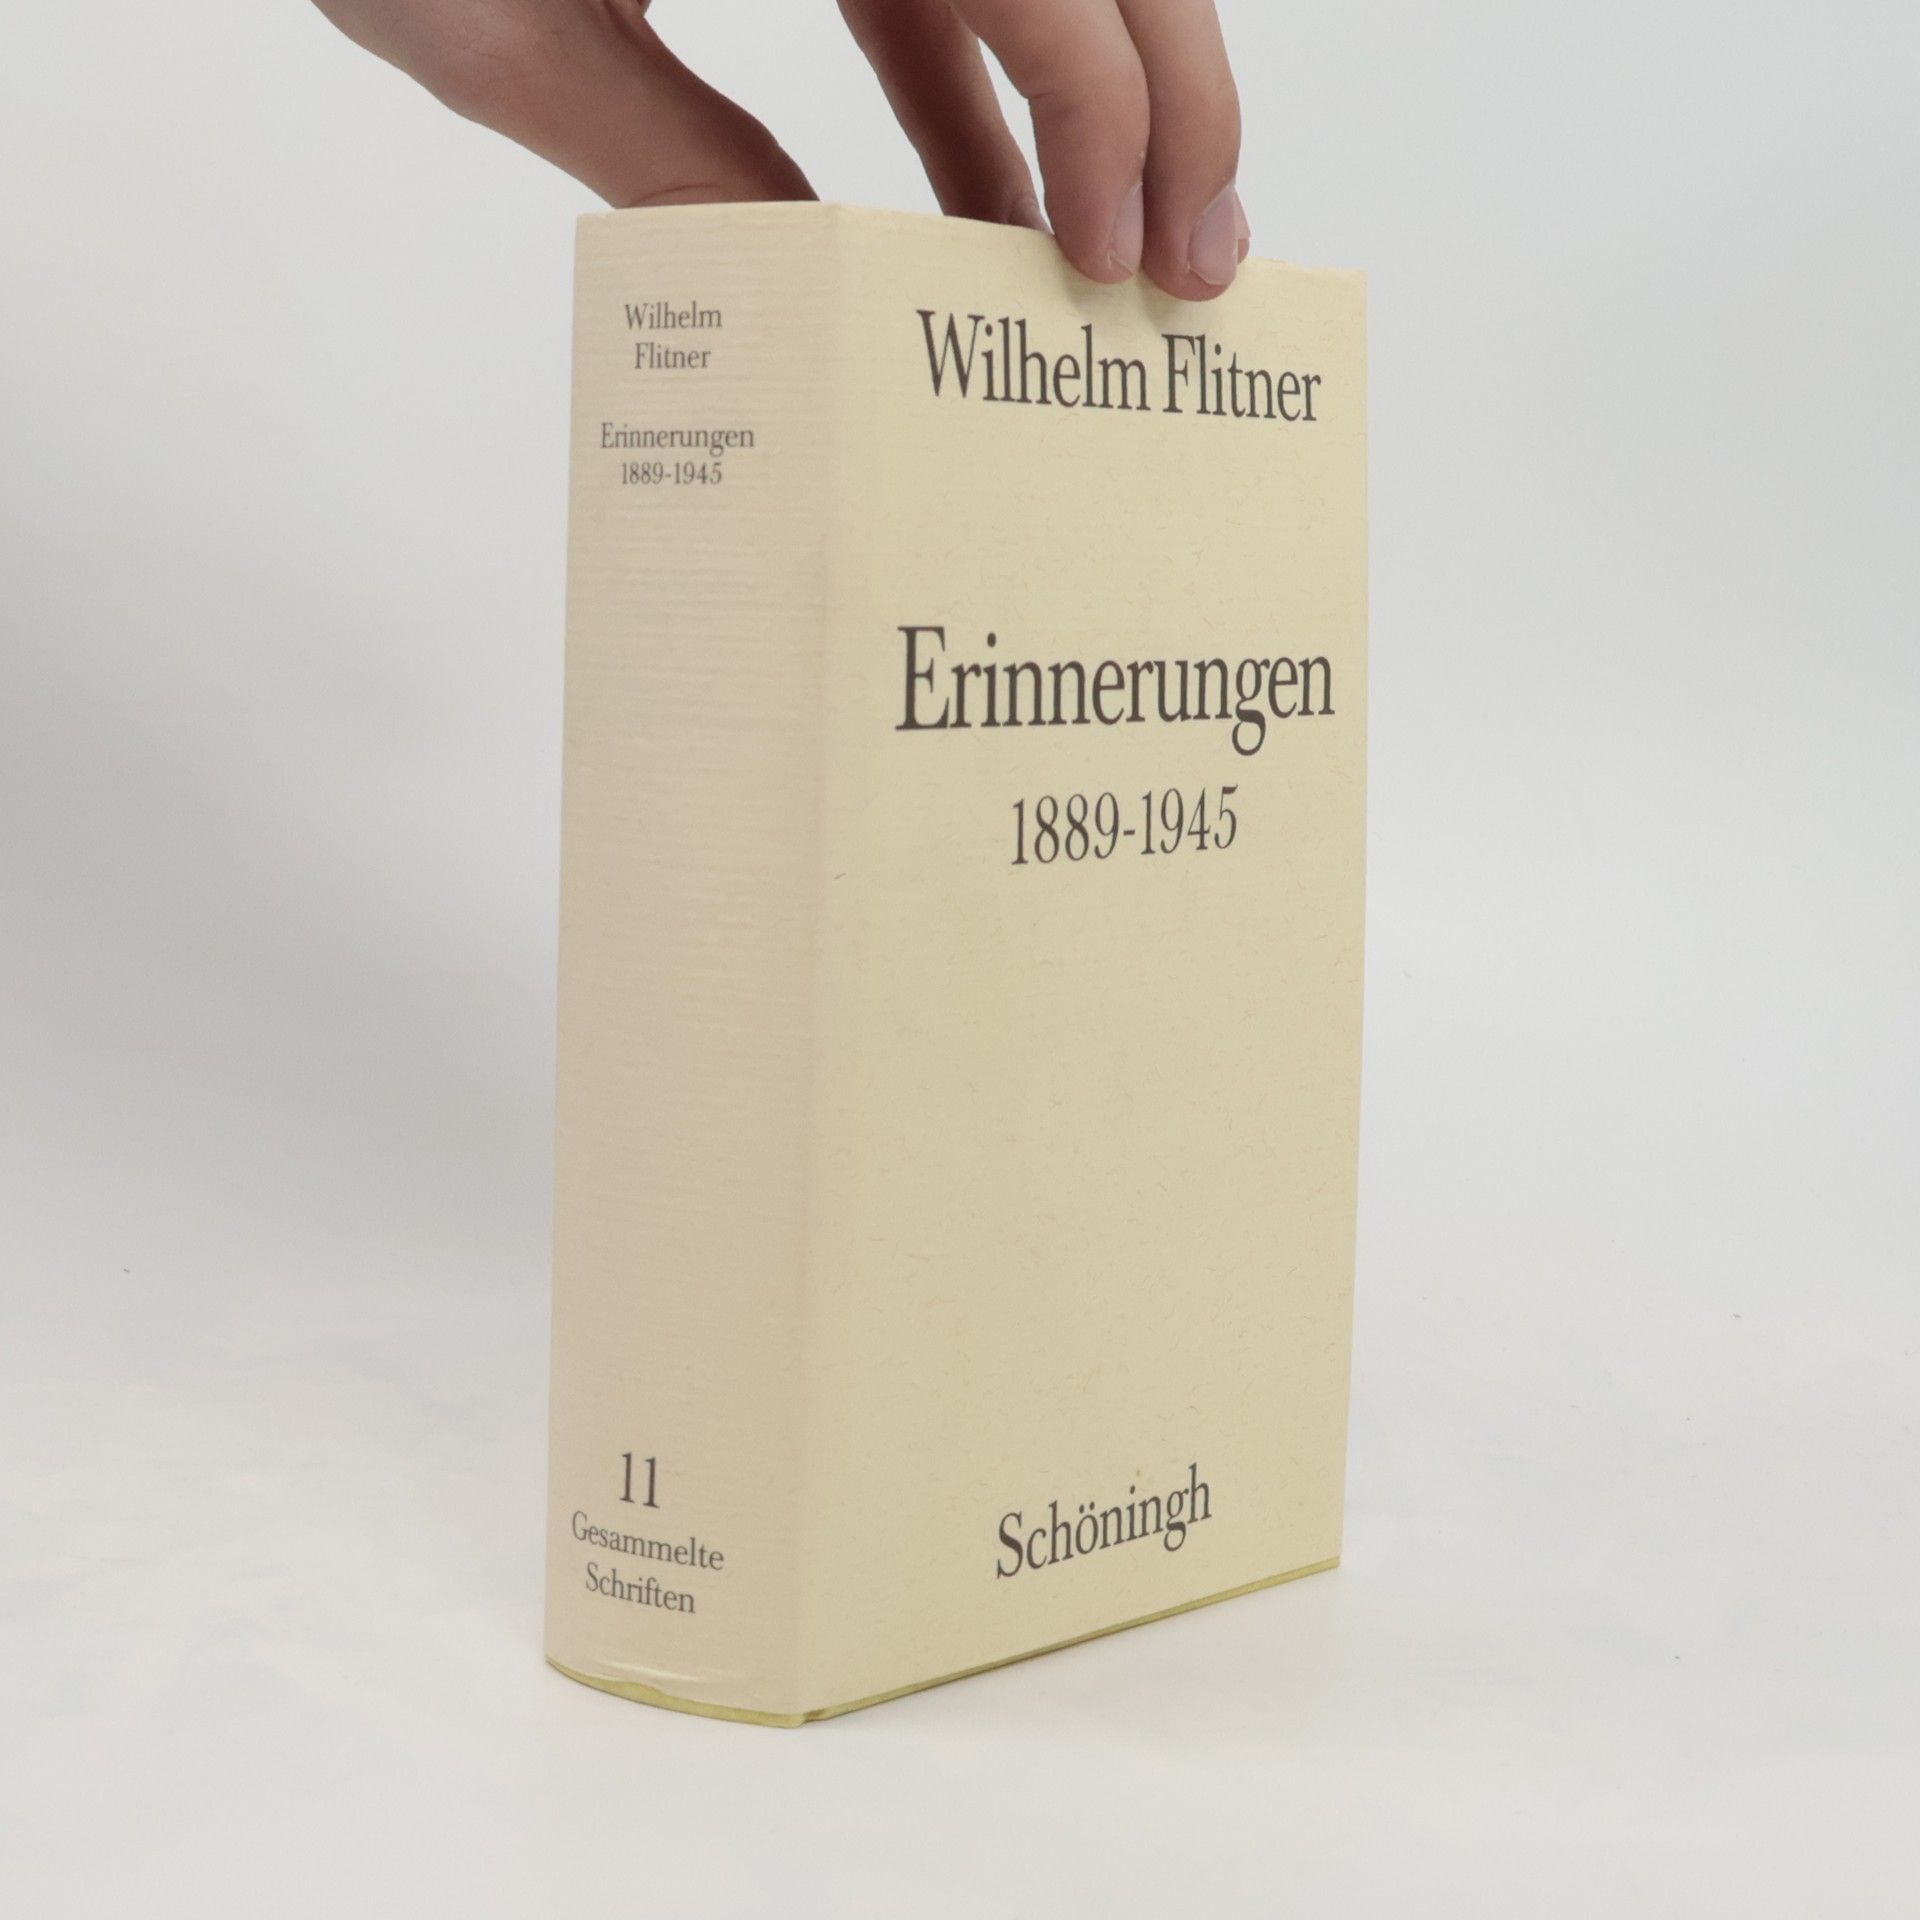 Wilhelm
Flitner
Erinnerungen
1889-1945
11
Gesammelte
Schriften
Wilhelm Flitner
Erinnerungen
1889-1945
Schöningh